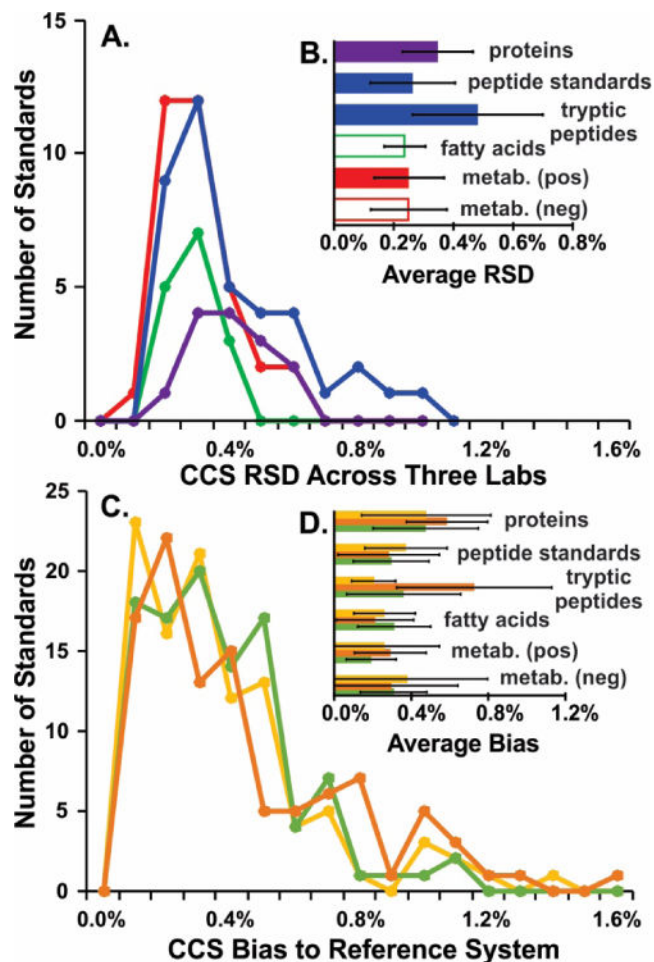 A.
15
10
5
0
Number of Standards
0.0%
0.4%
0.8%
1.2%
1.6%
CCS RSD Across Three Labs
B.
proteins
peptide standards
tryptic
peptides
fatty acids
metab. (pos)
metab. (neg)
0.0%
0.2%
0.4%
0.6%
0.8%
Average RSD
C.
25
20
15
10
5
0
Number of Standards
0.0%
0.4%
0.8%
1.2%
1.6%
CCS Bias to Reference System
D.
proteins
peptide standards
tryptic
peptides
fatty acids
metab. (pos)
metab. (neg)
0.0%
0.4%
0.8%
1.2%
Average Bias